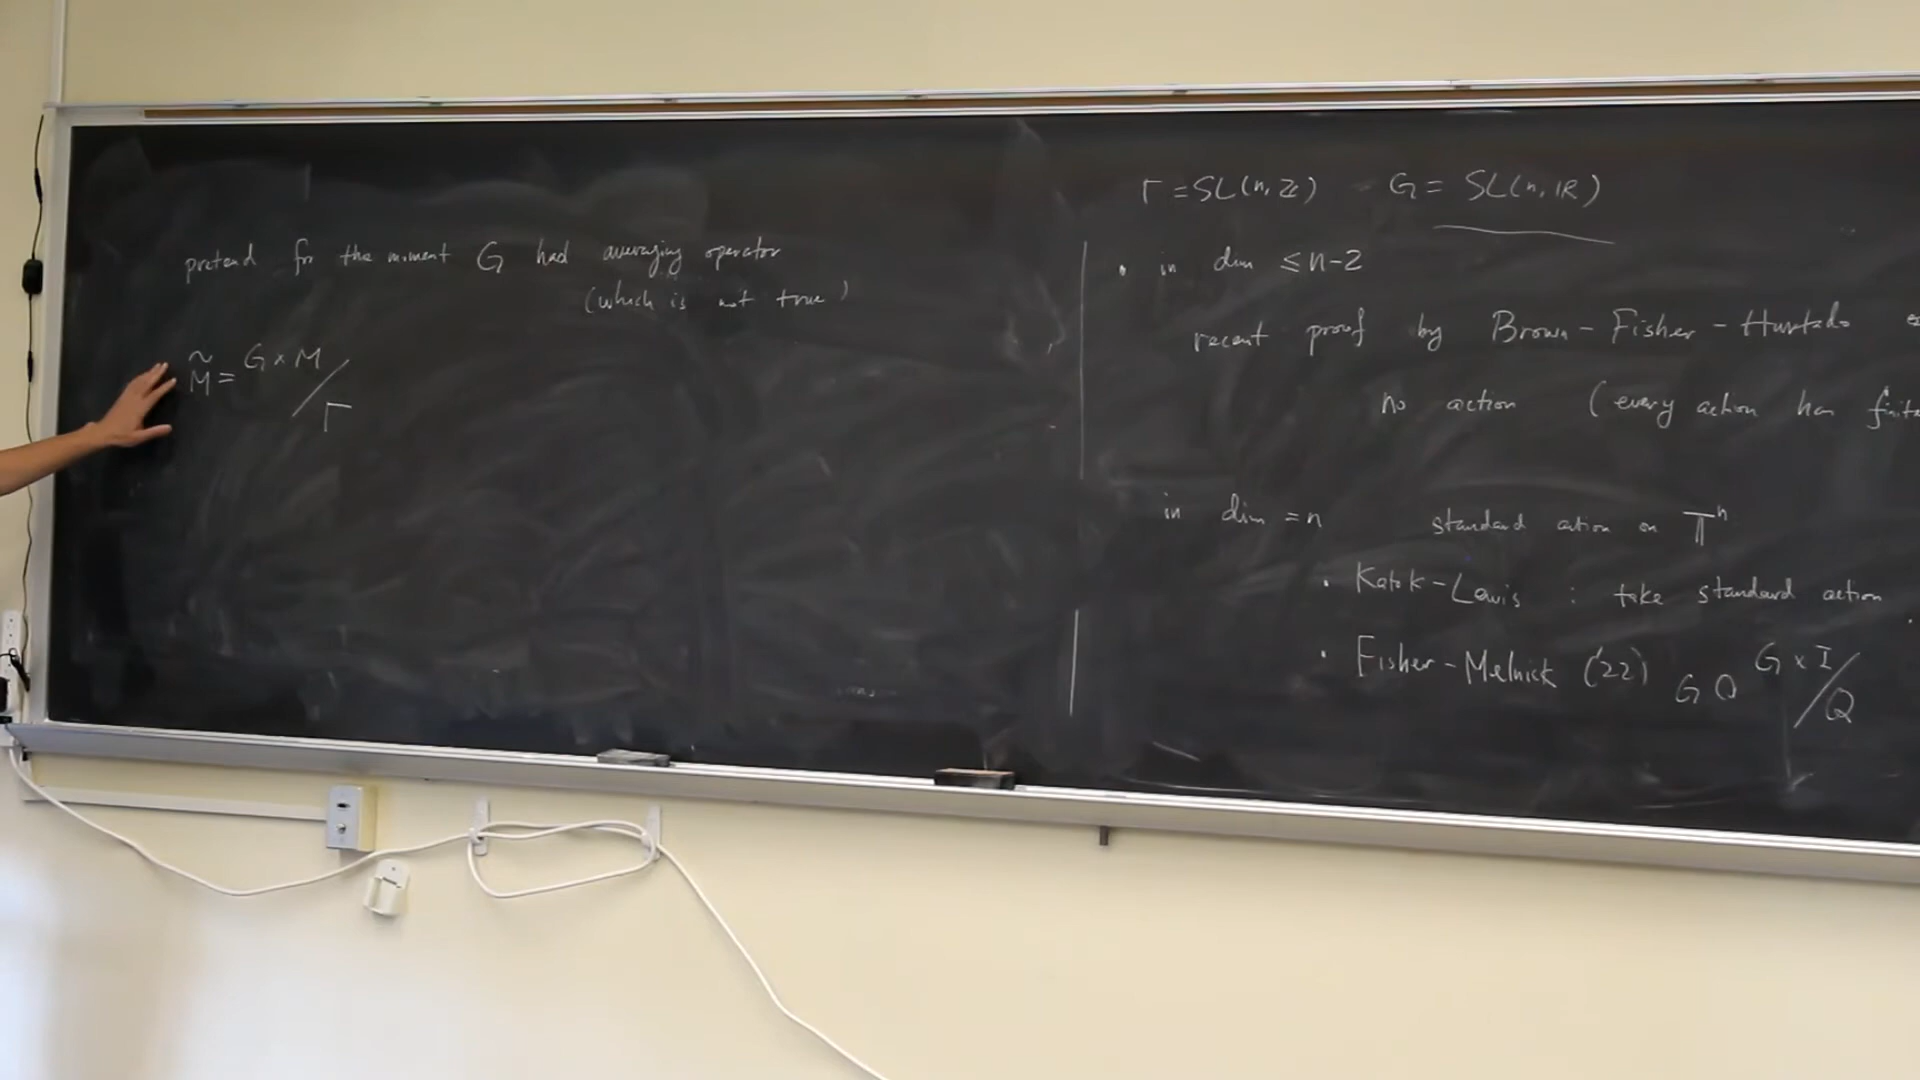 pretend for the moment G had averaging operator
(which is not true)
M̃ = G × M / Γ
Γ = SL(n, ℤ) G = SL(n, ℝ)
• in dim ≤ n-2
recent proof by Brown - Fisher - Hurtado
no action (every action has finite
in dim = n standard action on 𝕋ⁿ
• Katok - Lewis : take standard action
• Fisher - Melnick ('22) G ↻ G × I / Q